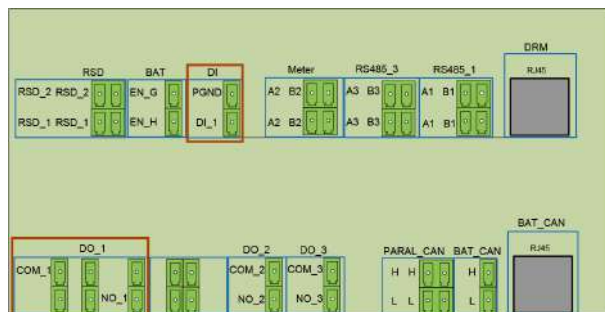 DRM
RSD BAT DI Meter RS485_3 RS485_1 RJ45
RSD_2 RSD_2 EN_G PGND A2 B2 A3 B3 A1 B1
RSD_1 RSD_1 EN_H DI_1 A2 B2 A3 B3 A1 B1
BAT_CAN
DO_1 DO_2 DO_3 PARAL_CAN BAT_CAN RJ45
COM_1 COM_2 COM_3 H H H
NO_1 NO_2 NO_3 L L L